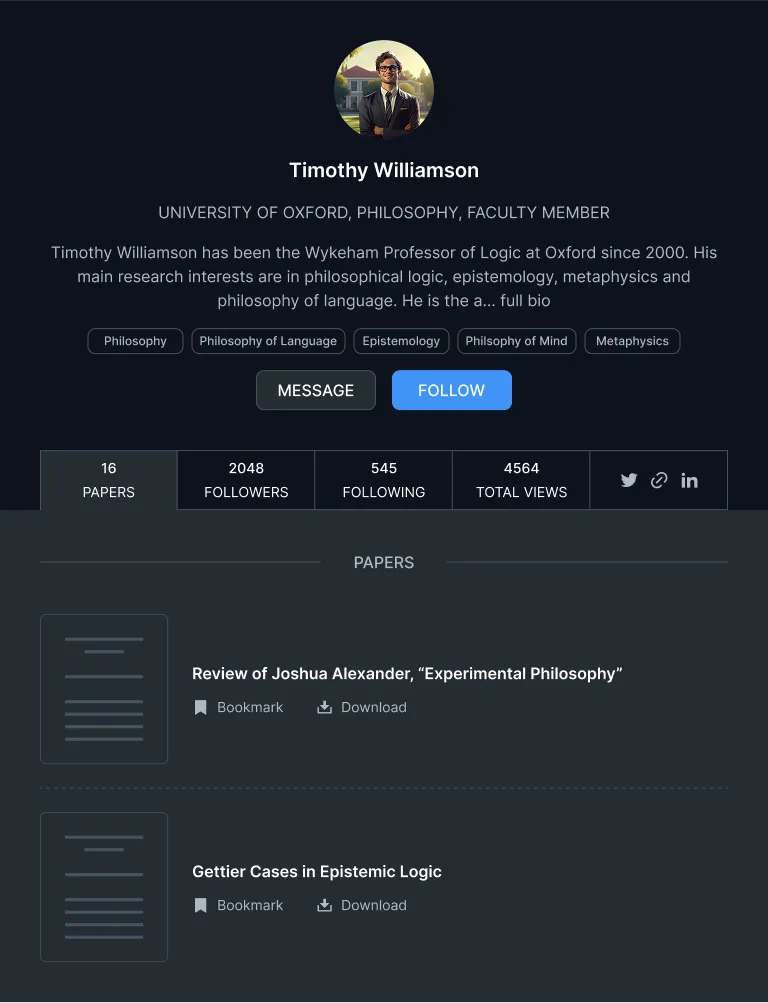 Timothy Williamson
UNIVERSITY OF OXFORD, PHILOSOPHY, FACULTY MEMBER
Timothy Williamson has been the Wykeham Professor of Logic at Oxford since 2000. His
main research interests are in philosophical logic, epistemology, metaphysics and
philosophy of language. He is the a... full bio
Philosophy Philosophy of Language Epistemology Philsophy of Mind Metaphysics
MESSAGE FOLLOW
16 2048 545 4564
PAPERS FOLLOWERS FOLLOWING TOTAL VIEWS
in
PAPERS
Review of Joshua Alexander, “Experimental Philosophy”
Bookmark Download
Gettier Cases in Epistemic Logic
Bookmark Download